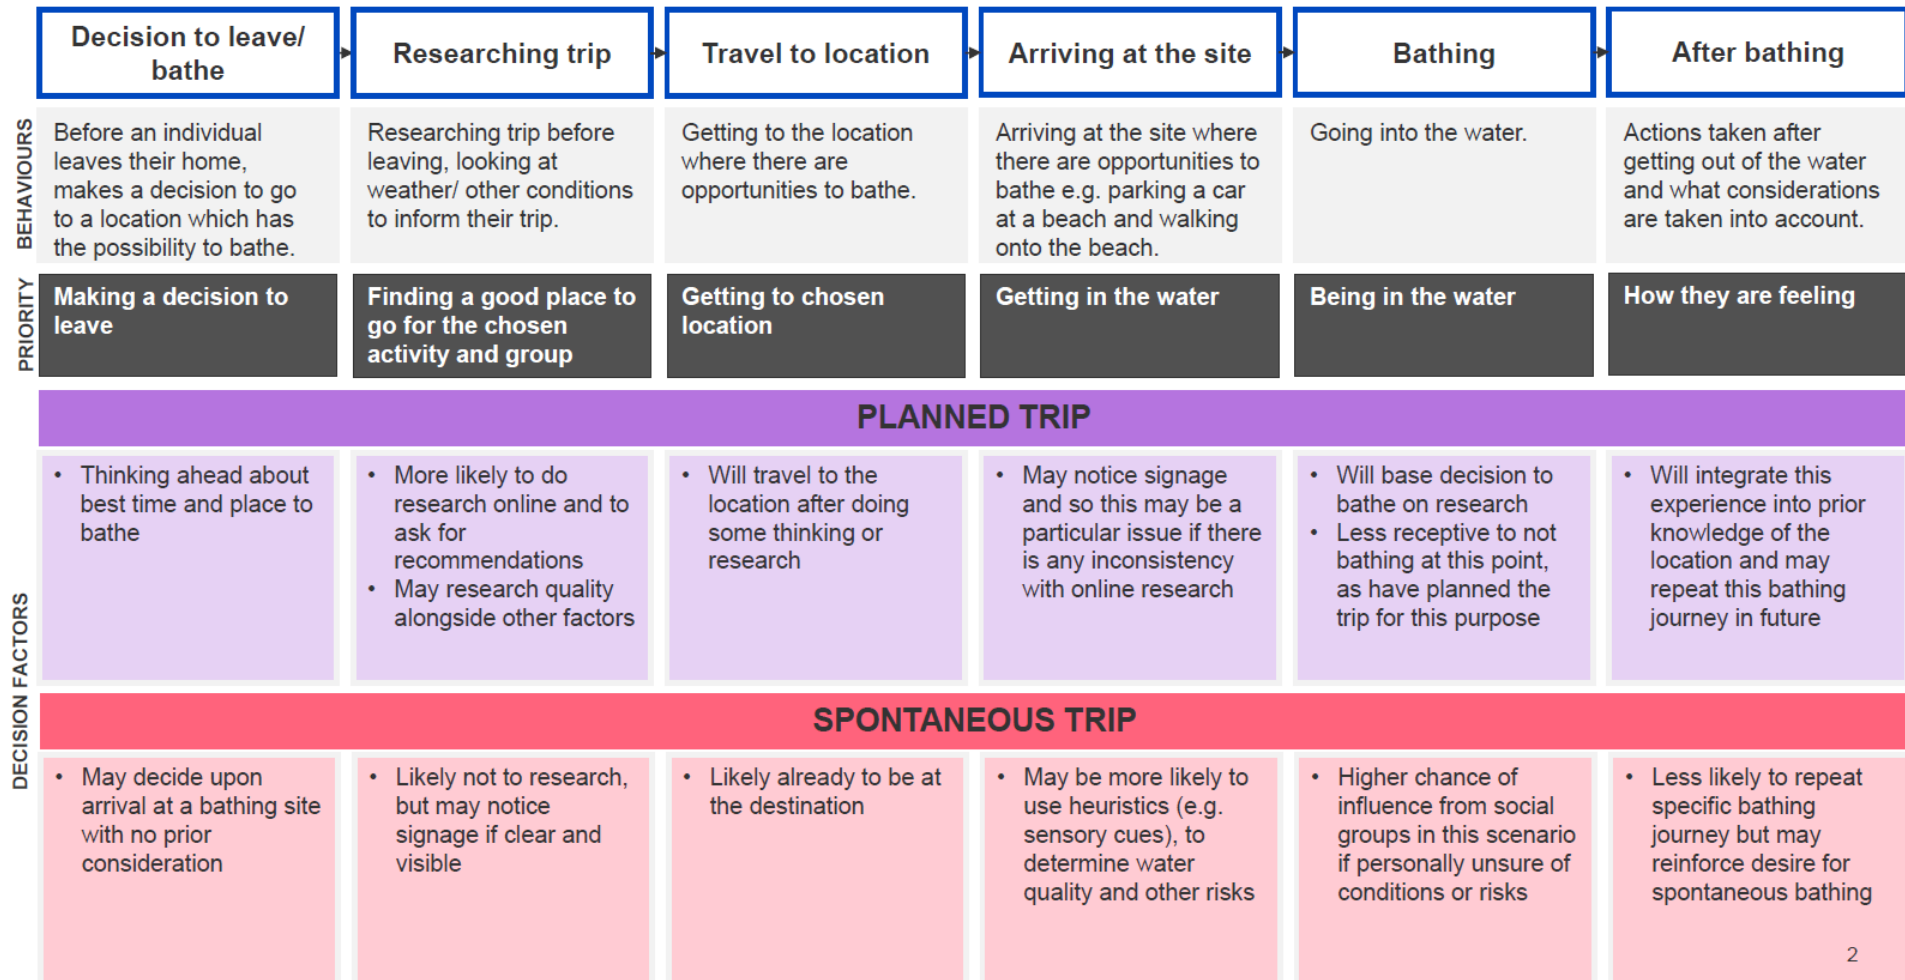 Decision to leave/
bathe
Researching trip
Travel to location
Arriving at the site
Bathing
After bathing
BEHAVIOURS
Before an individual
leaves their home,
makes a decision to go
to a location which has
the possibility to bathe.
Researching trip before
leaving, looking at
weather/ other conditions
to inform their trip.
Getting to the location
where there are
opportunities to bathe.
Arriving at the site where
there are opportunities to
bathe e.g. parking a car
at a beach and walking
onto the beach.
Going into the water.
Actions taken after
getting out of the water
and what considerations
are taken into account.
PRIORITY
Making a decision to
leave
Finding a good place to
go for the chosen
activity and group
Getting to chosen
location
Getting in the water
Being in the water
How they are feeling
DECISION FACTORS
PLANNED TRIP
• Thinking ahead about
best time and place to
bathe
• More likely to do
research online and to
ask for
recommendations
• May research quality
alongside other factors
• Will travel to the
location after doing
some thinking or
research
• May notice signage
and so this may be a
particular issue if there
is any inconsistency
with online research
• Will base decision to
bathe on research
• Less receptive to not
bathing at this point,
as have planned the
trip for this purpose
• Will integrate this
experience into prior
knowledge of the
location and may
repeat this bathing
journey in future
SPONTANEOUS TRIP
• May decide upon
arrival at a bathing site
with no prior
consideration
• Likely not to research,
but may notice
signage if clear and
visible
• Likely already to be at
the destination
• May be more likely to
use heuristics (e.g.
sensory cues), to
determine water
quality and other risks
• Higher chance of
influence from social
groups in this scenario
if personally unsure of
conditions or risks
• Less likely to repeat
specific bathing
journey but may
reinforce desire for
spontaneous bathing
2